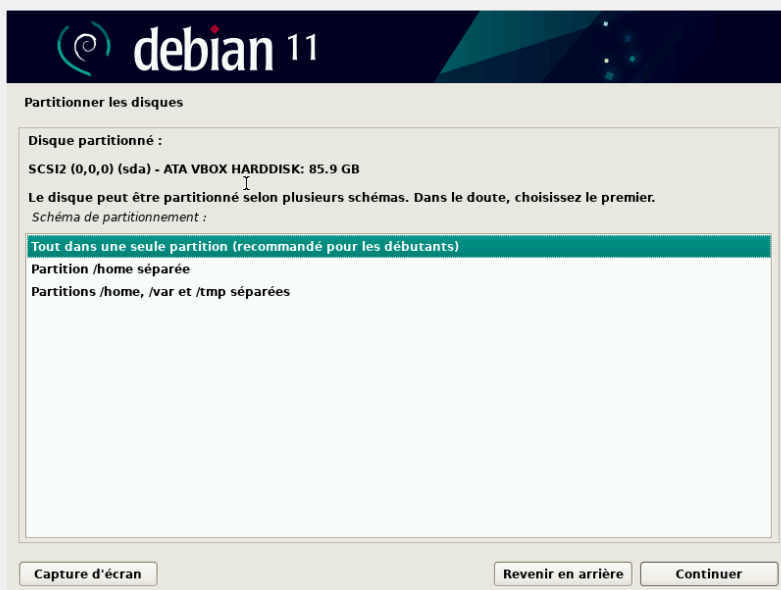 debian 11
Partitionner les disques
Disque partitionné :
SCSI2 (0,0,0) (sda) - ATA VBOX HARDDISK: 85.9 GB
Le disque peut être partitionné selon plusieurs schémas. Dans le doute, choisissez le premier.
Schéma de partitionnement :
Tout dans une seule partition (recommandé pour les débutants)
Partition /home séparée
Partitions /home, /var et /tmp séparées
Capture d'écran
Revenir en arrière
Continuer